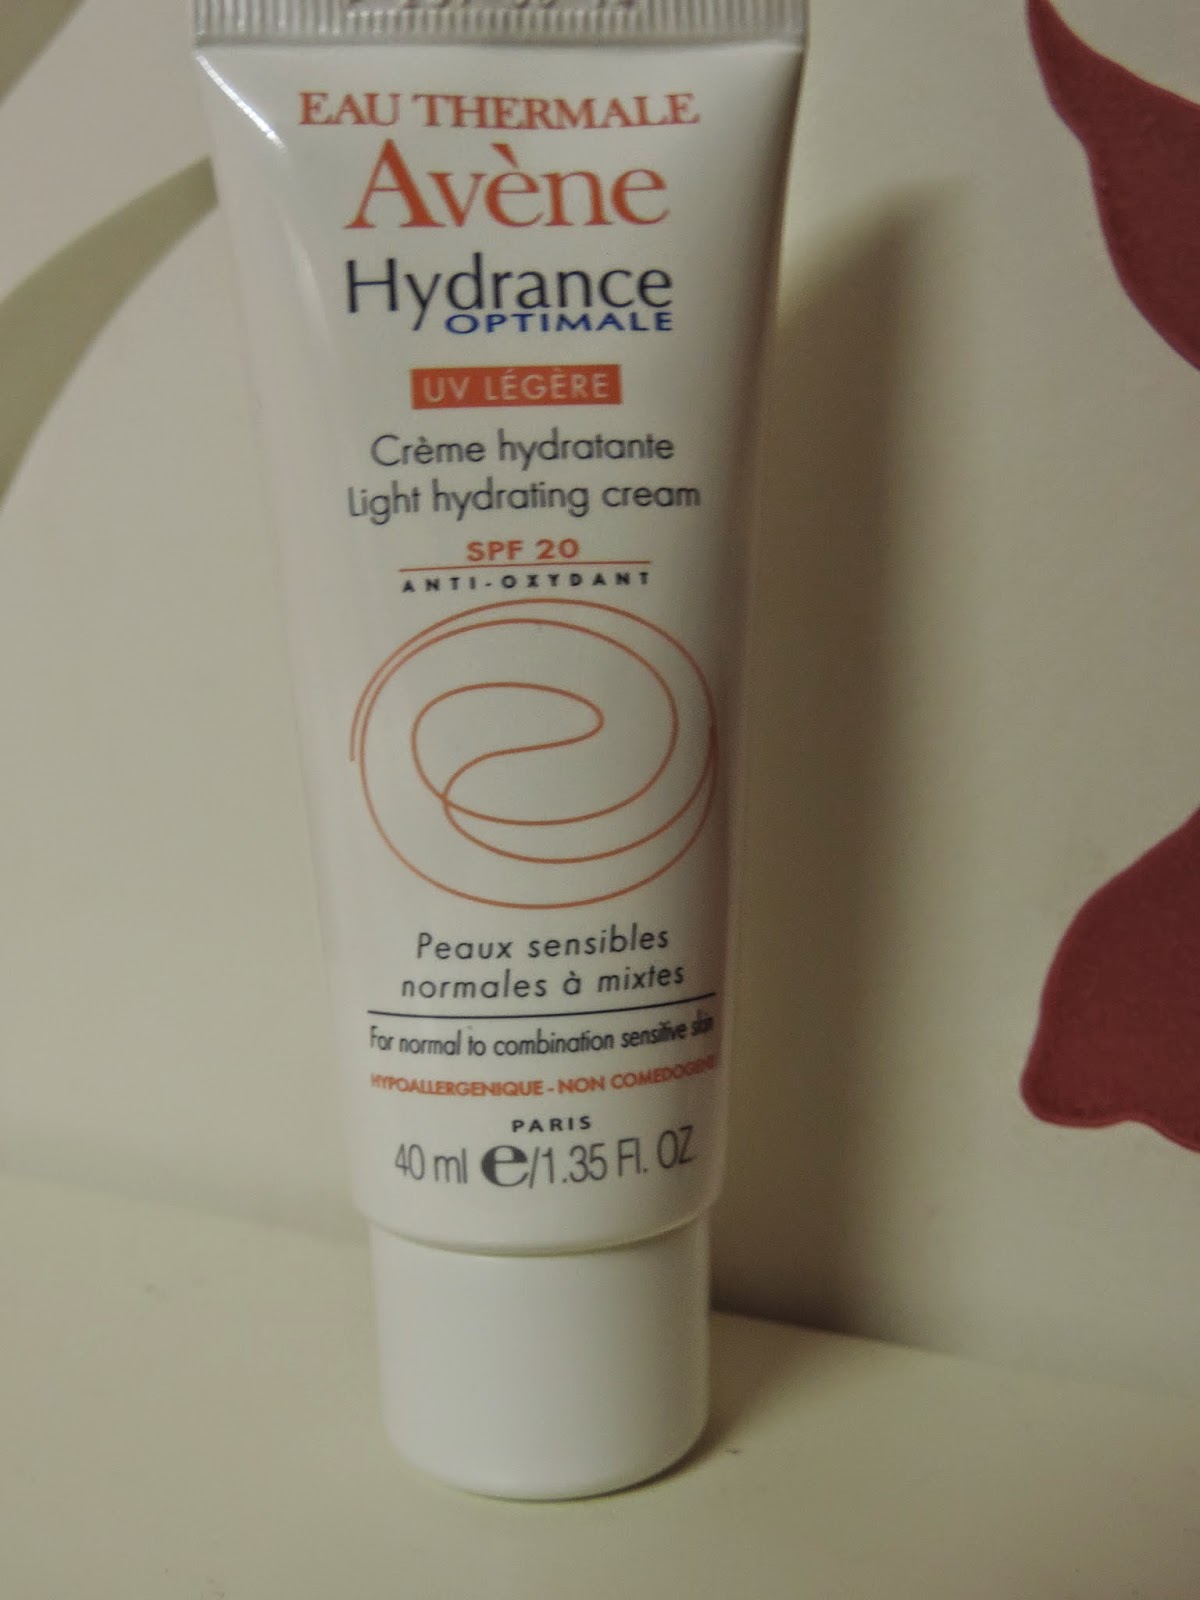 EAU THERMALE
Avène
Hydrance
OPTIMALE
UV LÉGÈRE
Crème hydratante
Light hydrating cream
SPF 20
ANTI-OXYDANT
Peaux sensibles
normales à mixtes
For normal to combination sensitive skin
HYPOALLERGENIQUE - NON COMEDOGENE
PARIS
40 ml e/1.35 Fl. OZ